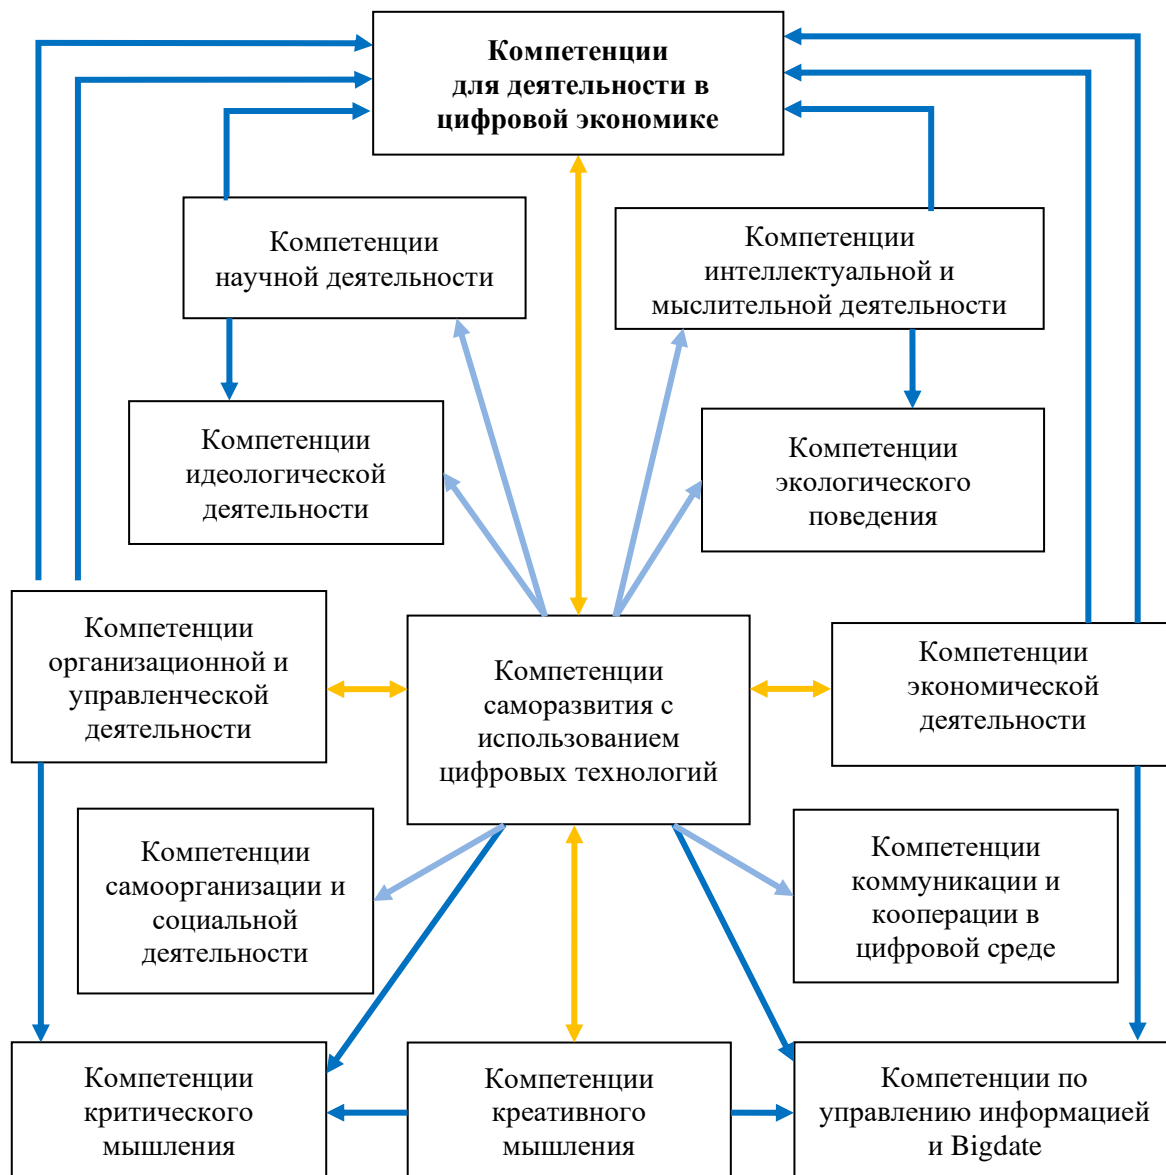 Компетенции
для деятельности в
цифровой экономике
Компетенции
научной деятельности
Компетенции
интеллектуальной и
мыслительной деятельности
Компетенции
идеологической
деятельности
Компетенции
экологического
поведения
Компетенции
организационной и
управленческой
деятельности
Компетенции
саморазвития с
использованием
цифровых технологий
Компетенции
экономической
деятельности
Компетенции
самоорганизации и
социальной
деятельности
Компетенции
коммуникации и
кооперации в
цифровой среде
Компетенции
критического
мышления
Компетенции
креативного
мышления
Компетенции по
управлению информацией
и Bigdate